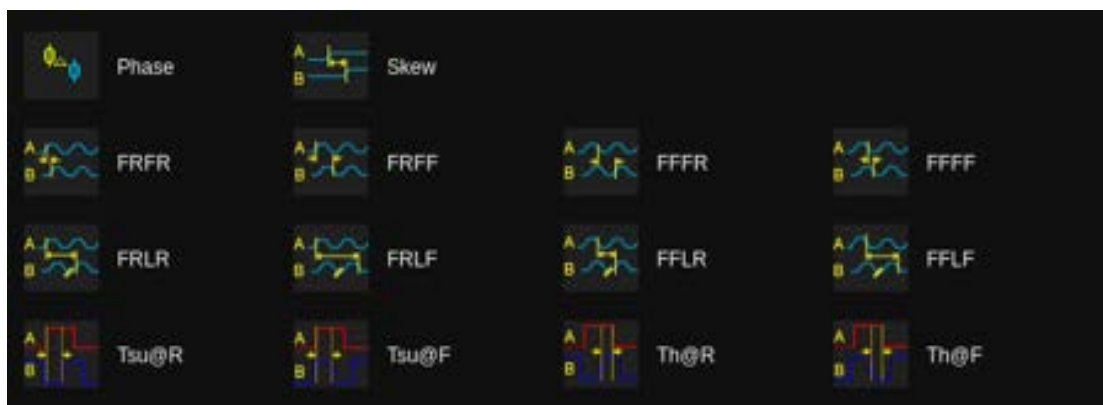 A B Phase Skew
A B FRFR A B FRFF A B FFFR A B FFFF
A B FRLR A B FRLF A B FFLR A B FFLF
A B Tsu@R A B Tsu@F A B Th@R A B Th@F